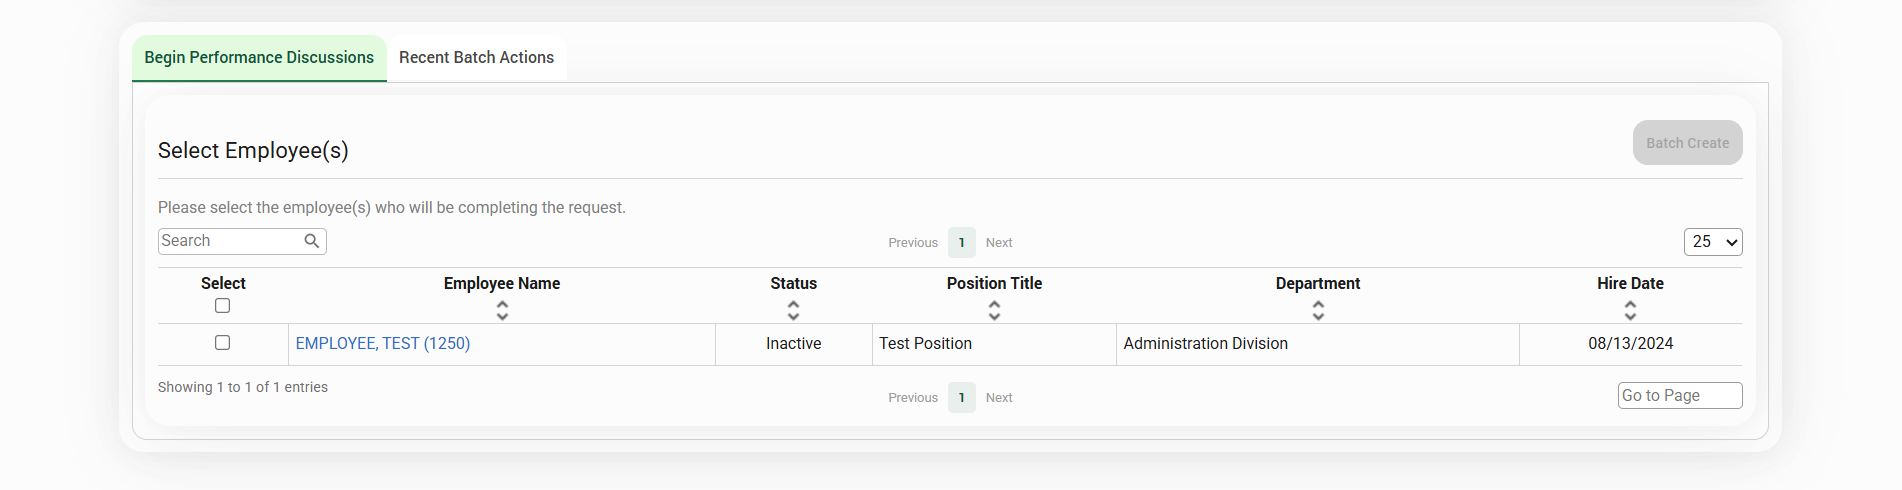 Begin Performance Discussions Recent Batch Actions
Select Employee(s) Batch Create
Please select the employee(s) who will be completing the request.
Search Previous 1 Next 25
Select Employee Name Status Position Title Department Hire Date
EMPLOYEE, TEST (1250) Inactive Test Position Administration Division 08/13/2024
Showing 1 to 1 of 1 entries Previous 1 Next Go to Page